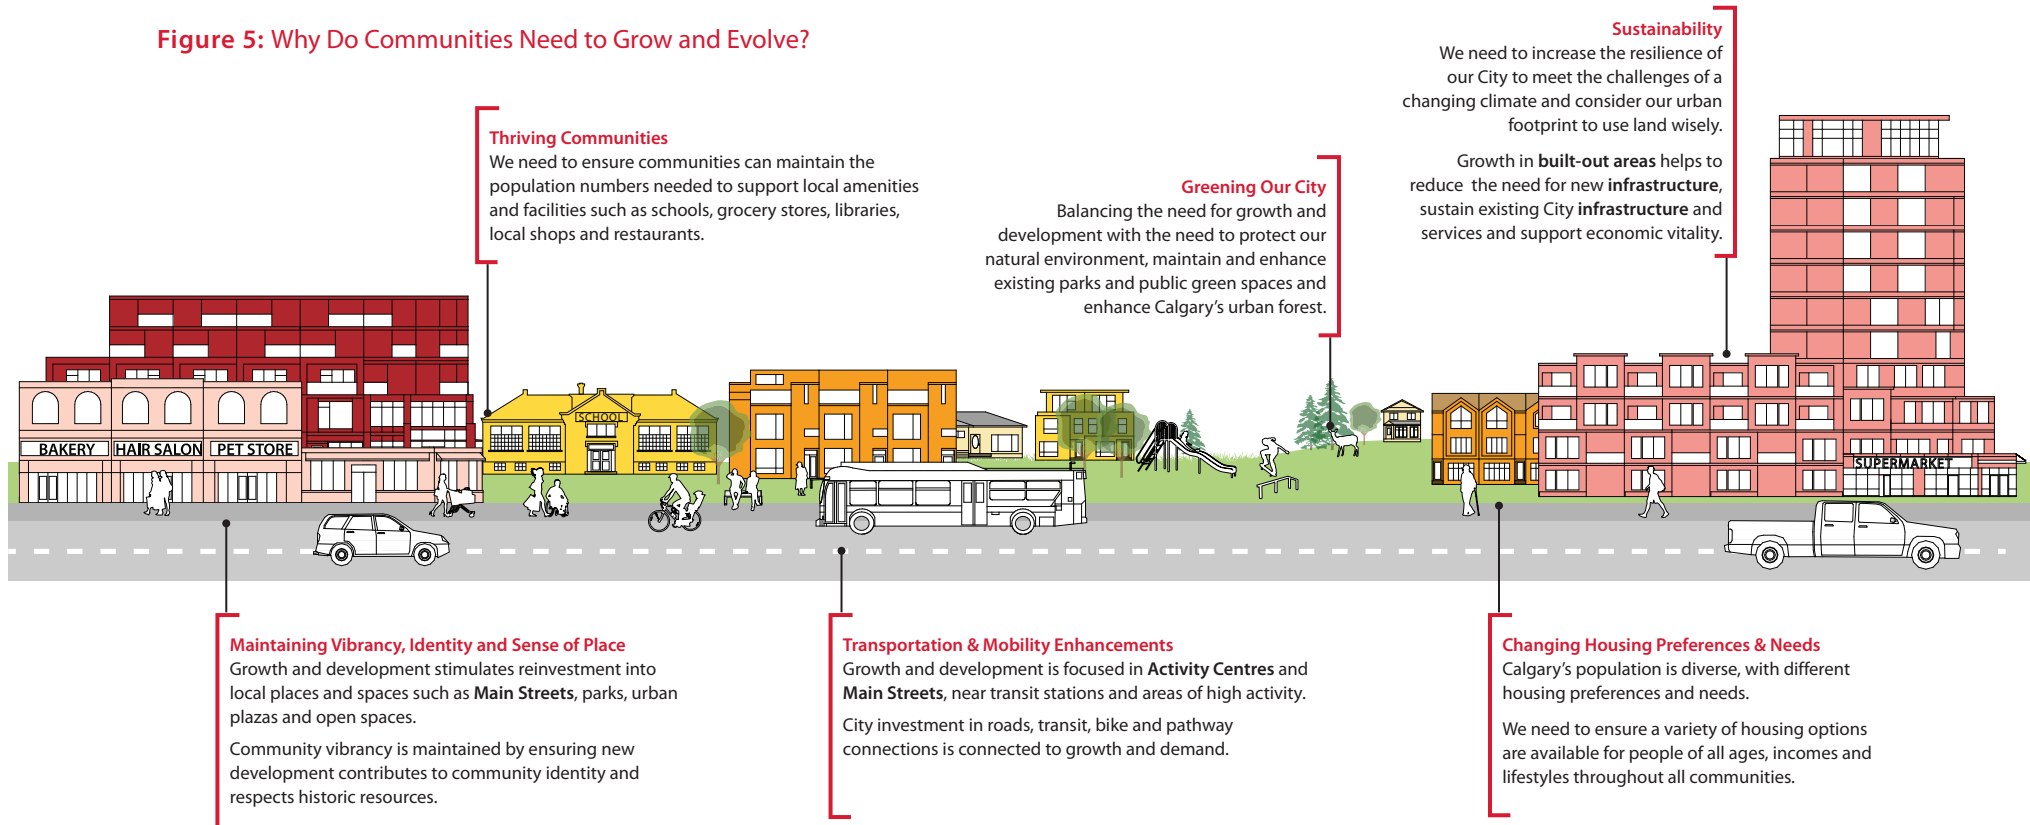 Figure 5: Why Do Communities Need to Grow and Evolve?
Thriving Communities
We need to ensure communities can maintain the
population numbers needed to support local amenities
and facilities such as schools, grocery stores, libraries,
local shops and restaurants.
Greening Our City
Balancing the need for growth and
development with the need to protect our
natural environment, maintain and enhance
existing parks and public green spaces and
enhance Calgary's urban forest.
Sustainability
We need to increase the resilience of
our City to meet the challenges of a
changing climate and consider our urban
footprint to use land wisely.
Growth in built-out areas helps to
reduce the need for new infrastructure,
sustain existing City infrastructure and
services and support economic vitality.
BAKERY
HAIR SALON
PET STORE
SCHOOL
SUPERMARKET
Maintaining Vibrancy, Identity and Sense of Place
Growth and development stimulates reinvestment into
local places and spaces such as Main Streets, parks, urban
plazas and open spaces.
Community vibrancy is maintained by ensuring new
development contributes to community identity and
respects historic resources.
Transportation & Mobility Enhancements
Growth and development is focused in Activity Centres and
Main Streets, near transit stations and areas of high activity.
City investment in roads, transit, bike and pathway
connections is connected to growth and demand.
Changing Housing Preferences & Needs
Calgary's population is diverse, with different
housing preferences and needs.
We need to ensure a variety of housing options
are available for people of all ages, incomes and
lifestyles throughout all communities.